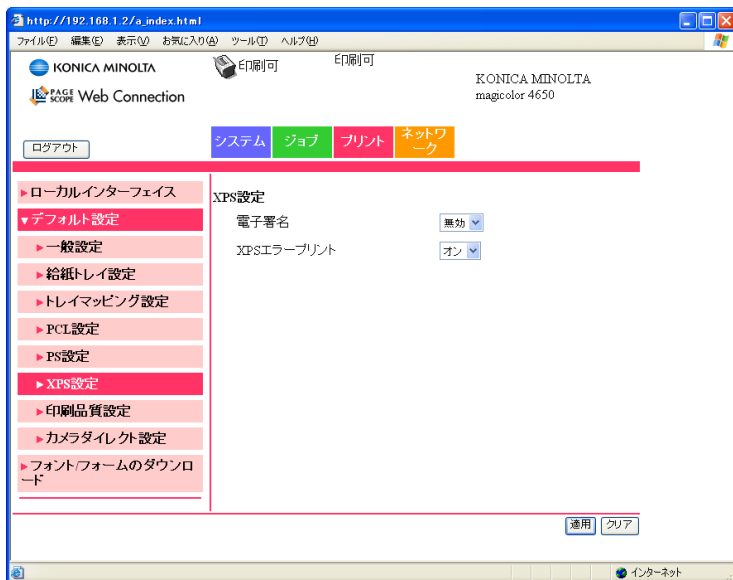 http://192.168.1.2/a_index.html
ファイル(F) 編集(E) 表示(V) お気に入り(A) ツール(T) ヘルプ(H)
KONICA MINOLTA
印刷可
印刷可
PAGE SCOPE Web Connection
KONICA MINOLTA
magicolor 4650
ログアウト
システム
ジョブ
プリント
ネットワ
ーク
ローカルインターフェイス
デフォルト設定
一般設定
給紙トレイ設定
トレイマッピング設定
PCL設定
PS設定
XPS設定
印刷品質設定
カメラダイレクト設定
フォント/フォームのダウンロ
ード
XPS設定
電子署名 無効
XPSエラープリント オン
適用 クリア
インターネット